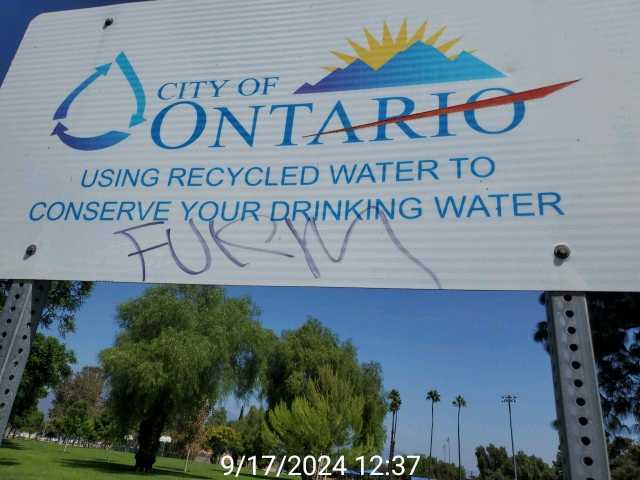 CITY OF
ONTARIO
USING RECYCLED WATER TO
CONSERVE YOUR DRINKING WATER
9/17/2024 12:37